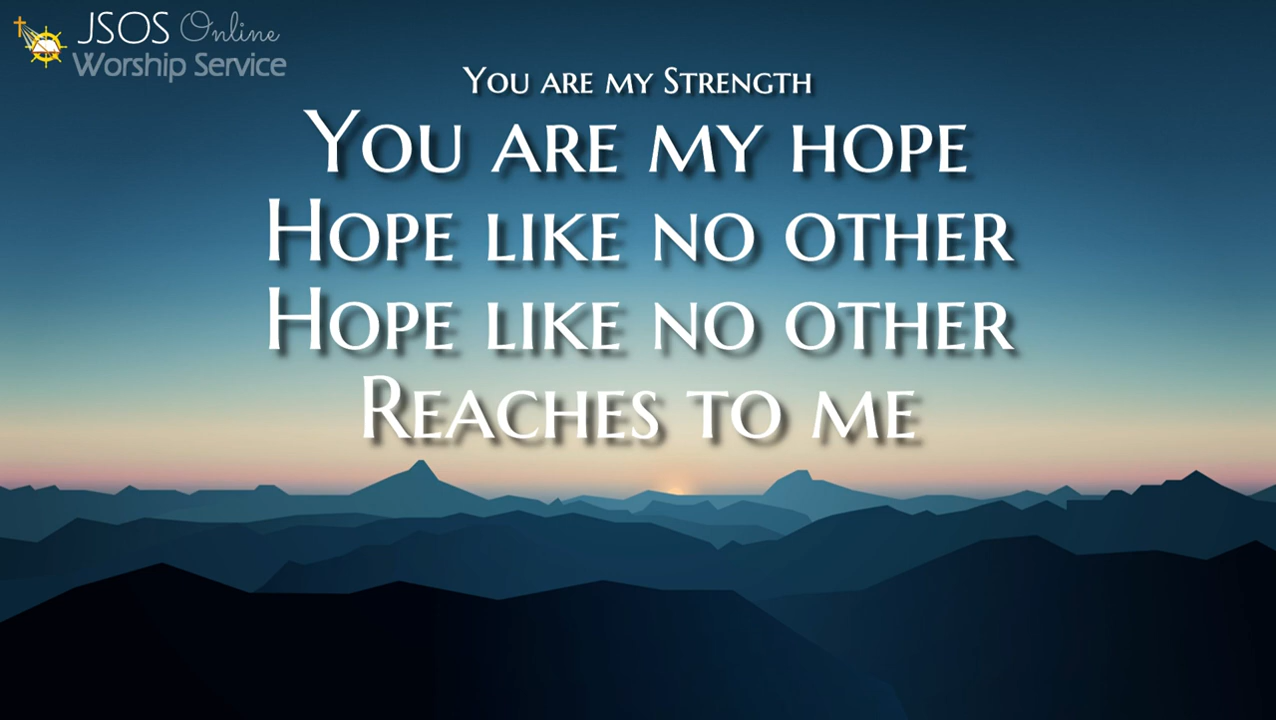 JSOS Online
Worship Service
You are my Strength
You are my hope
Hope like no other
Hope like no other
Reaches to me